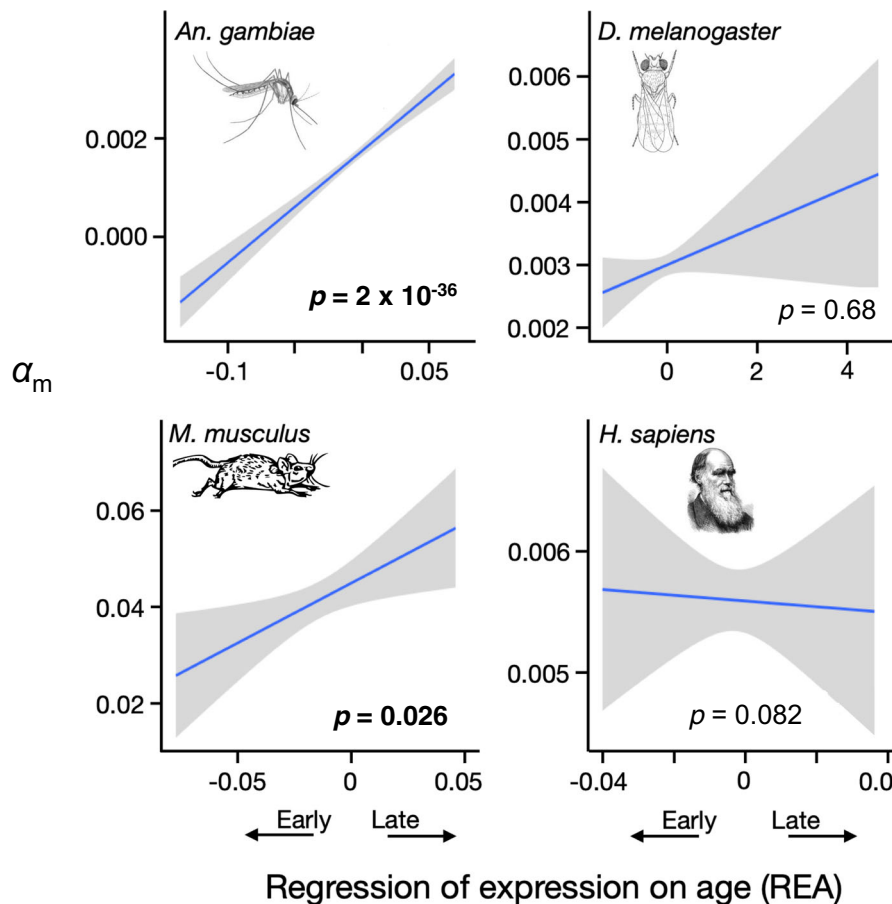 An. gambiae
0.002
0.000
p = 2 x 10-36
-0.1
0.05
D. melanogaster
0.006
0.005
0.004
0.003
0.002
p = 0.68
0
2
4
αm
M. musculus
0.06
0.04
0.02
p = 0.026
-0.05
0
0.05
Early
Late
H. sapiens
0.006
0.005
p = 0.082
-0.04
0
0.0
Early
Late
Regression of expression on age (REA)